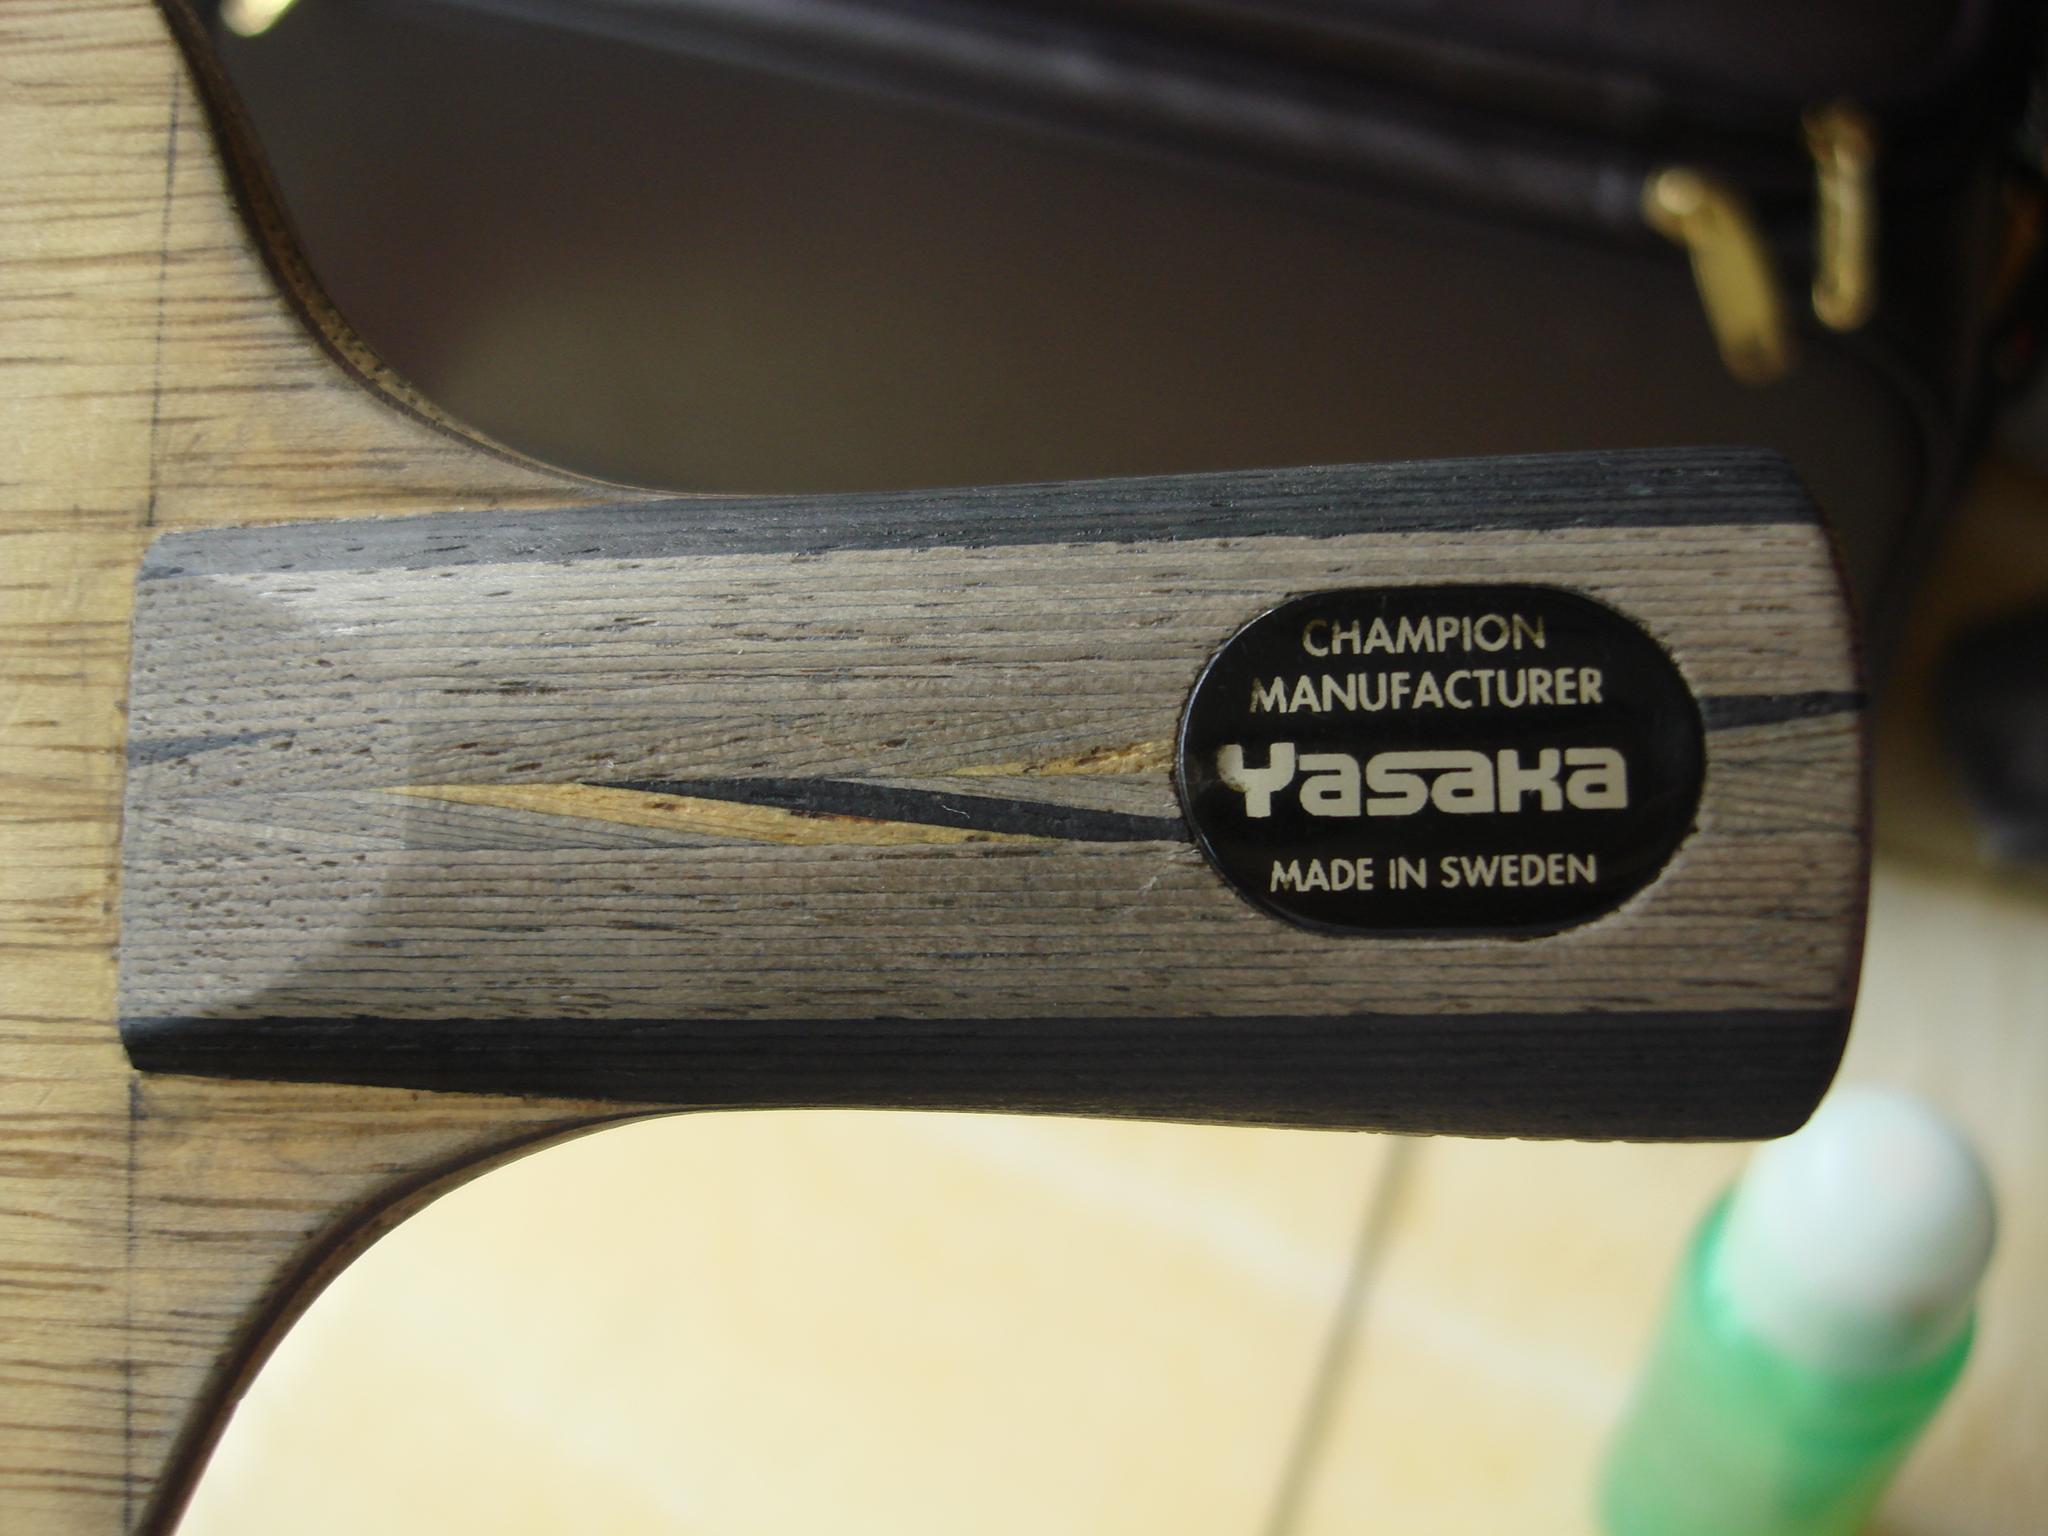 CHAMPION
MANUFACTURER
Yasaka
MADE IN SWEDEN